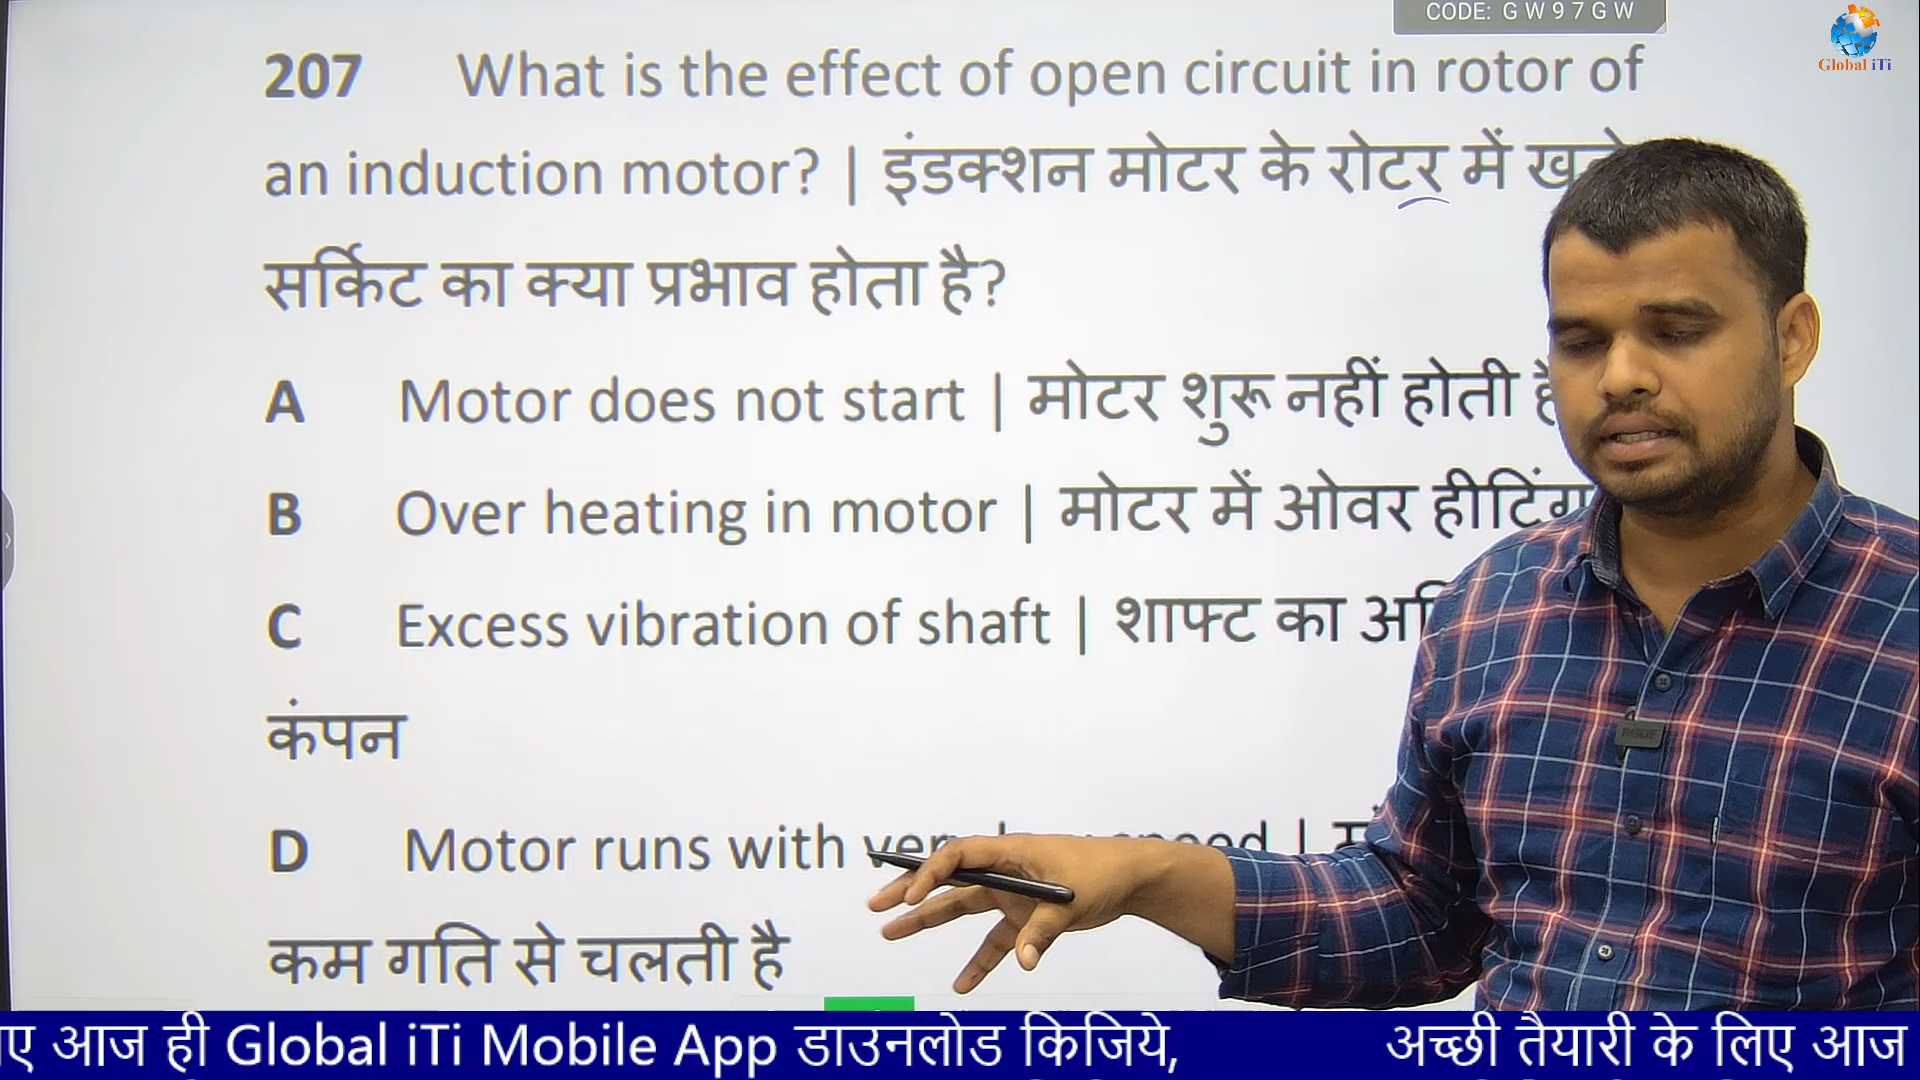 CODE: G W 9 7 G W
Global iTi
207 What is the effect of open circuit in rotor of
an induction motor? | इंडक्शन मोटर के रोटर में
सर्किट का क्या प्रभाव होता है?
A Motor does not start | मोटर शुरू नहीं होती
B Over heating in motor | मोटर में ओवर हीटिंग
C Excess vibration of shaft | शाफ्ट का
कंपन
D Motor runs with |
कम गति से चलती है
आज ही Global iTi Mobile App डाउनलोड किजिये, अच्छी तैयारी के लिए आज